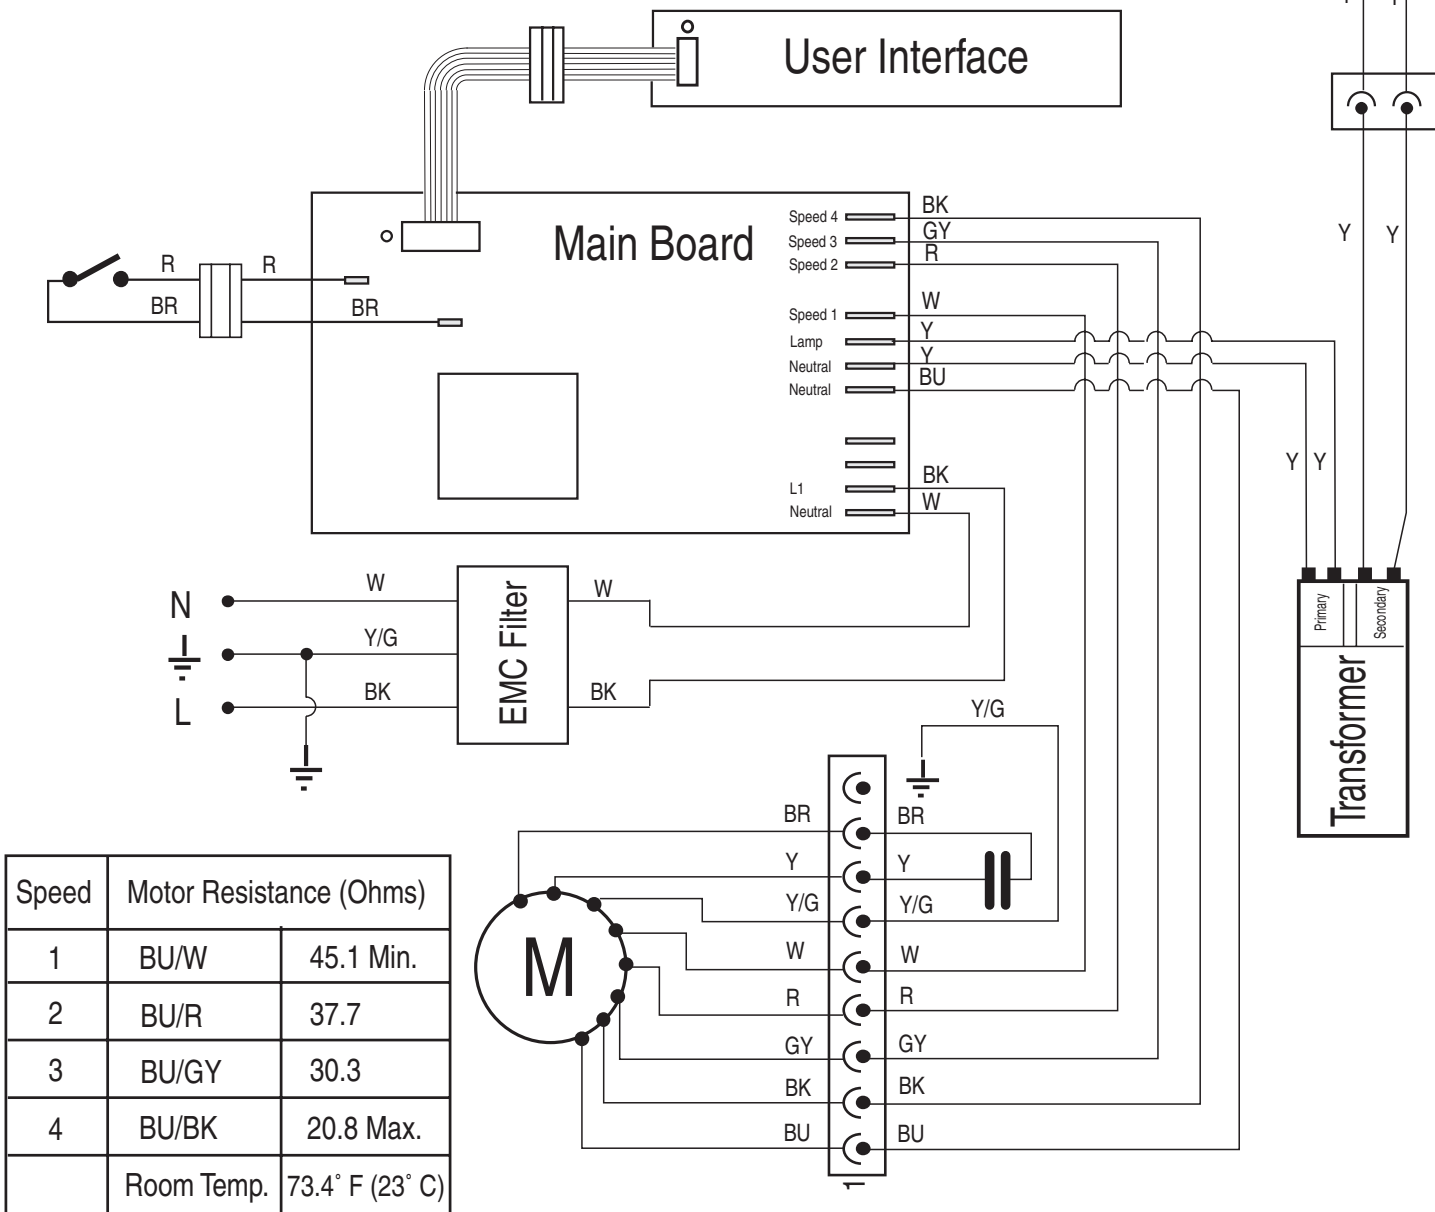 User Interface
Main Board
Speed 4
BK
Speed 3
GY
Speed 2
R
Speed 1
W
Lamp
Y
Neutral
Y
Neutral
BU
L1
BK
Neutral
W
R
R
BR
BR
Y
Y
Y
Y
Primary
Secondary
Transformer
N
W
Y/G
L
BK
EMC Filter
W
BK
Y/G
BR
BR
Y
Y
Y/G
Y/G
W
W
R
R
GY
GY
BK
BK
BU
BU
1
M
Speed Motor Resistance (Ohms)
1 BU/W 45.1 Min.
2 BU/R 37.7
3 BU/GY 30.3
4 BU/BK 20.8 Max.
Room Temp. 73.4° F (23° C)